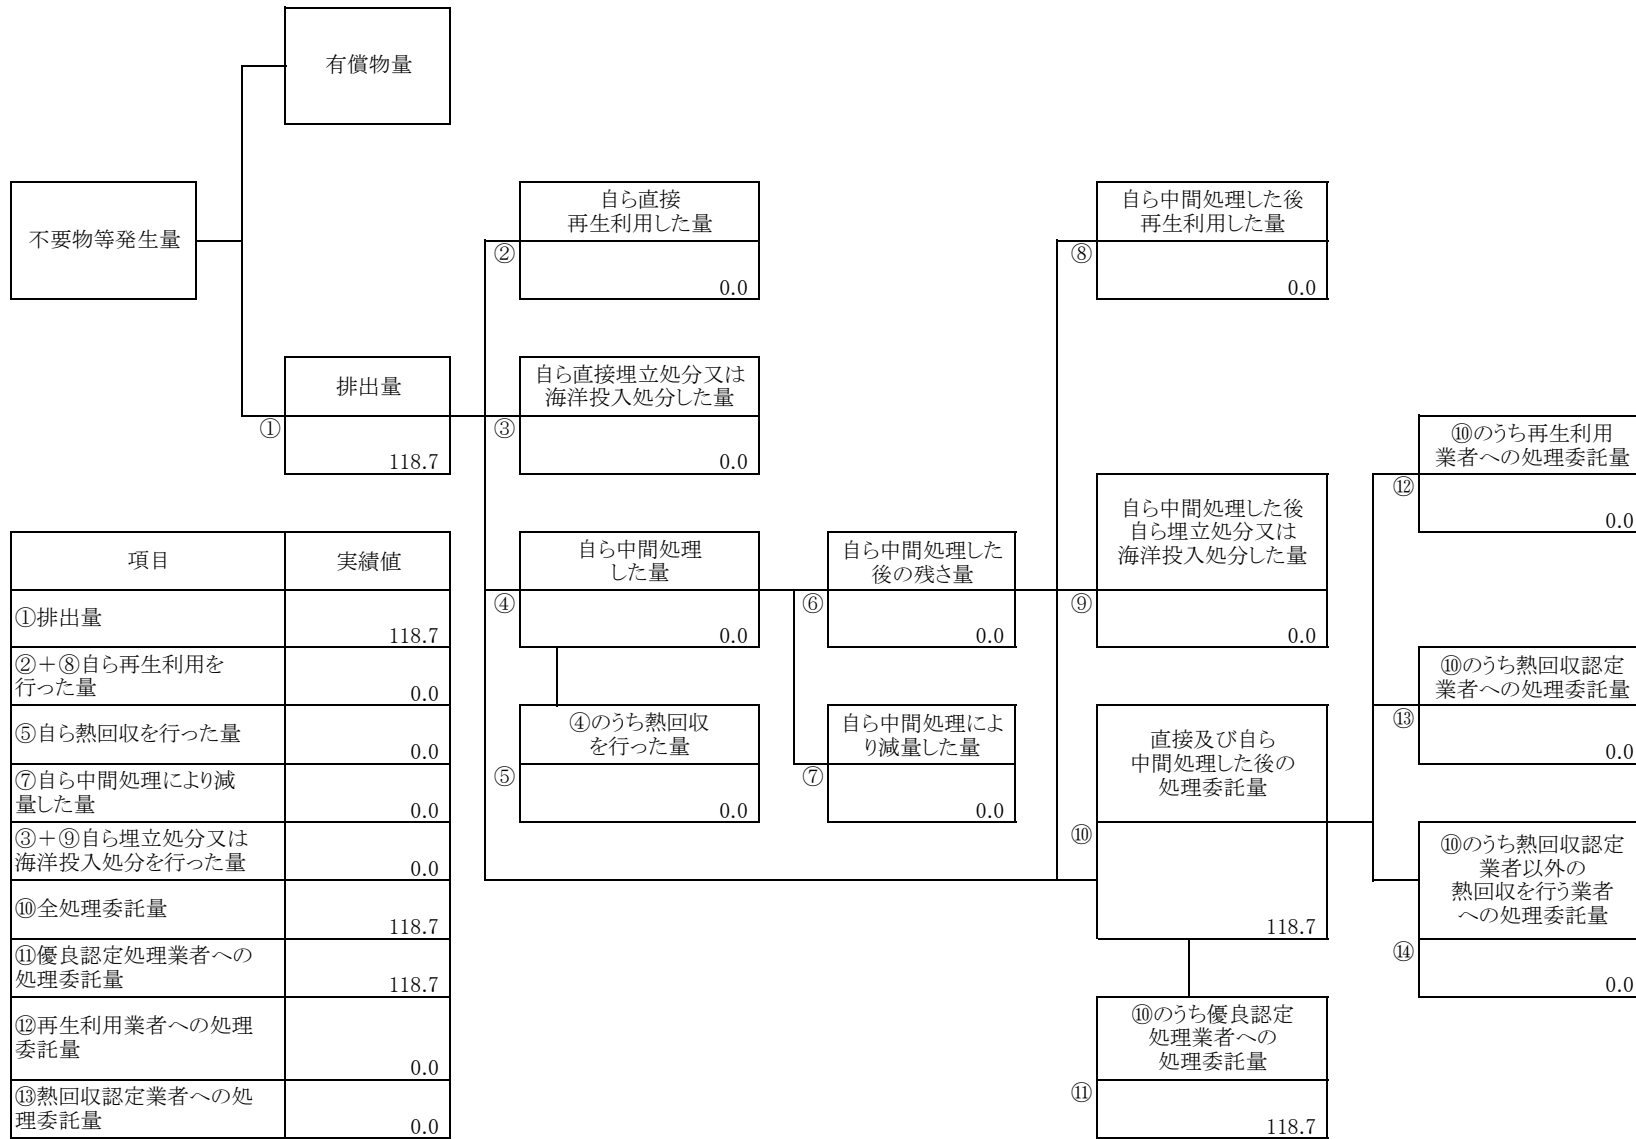 有償物量
不要物等発生量
排出量
①
118.7
自ら直接
再生利用した量
②
0.0
自ら直接埋立処分又は
海洋投入処分した量
③
0.0
自ら中間処理
した量
④
0.0
④のうち熱回収
を行った量
⑤
0.0
自ら中間処理した
後の残さ量
⑥
0.0
自ら中間処理によ
り減量した量
⑦
0.0
自ら中間処理した後
再生利用した量
⑧
0.0
自ら中間処理した後
自ら埋立処分又は
海洋投入処分した量
⑨
0.0
直接及び自ら
中間処理した後の
処理委託量
⑩
118.7
⑩のうち優良認定
処理業者への
処理委託量
⑪
118.7
⑩のうち再生利用
業者への処理委託量
⑫
0.0
⑩のうち熱回収認定
業者への処理委託量
⑬
0.0
⑩のうち熱回収認定
業者以外の
熱回収を行う業者
への処理委託量
⑭
0.0
項目 実績値
①排出量
118.7
②+⑧自ら再生利用を
行った量
0.0
⑤自ら熱回収を行った量
0.0
⑦自ら中間処理により減
量した量
0.0
③+⑨自ら埋立処分又は
海洋投入処分を行った量
0.0
⑩全処理委託量
118.7
⑪優良認定処理業者への
処理委託量
118.7
⑫再生利用業者への処理
委託量
0.0
⑬熱回収認定業者への処
理委託量
0.0